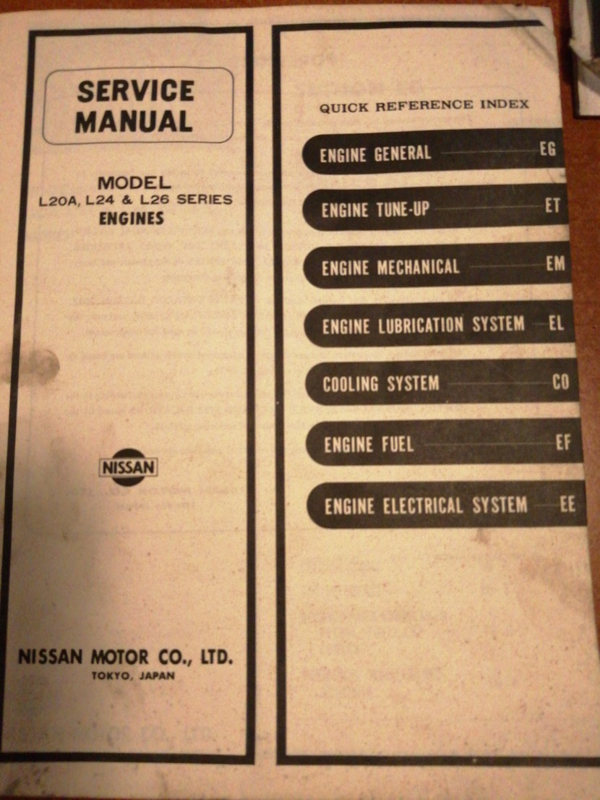 SERVICE
MANUAL
MODEL
L20A, L24 & L26 SERIES
ENGINES
NISSAN
NISSAN MOTOR CO., LTD.
TOKYO, JAPAN
QUICK REFERENCE INDEX
ENGINE GENERAL EG
ENGINE TUNE-UP ET
ENGINE MECHANICAL EM
ENGINE LUBRICATION SYSTEM EL
COOLING SYSTEM CO
ENGINE FUEL EF
ENGINE ELECTRICAL SYSTEM EE